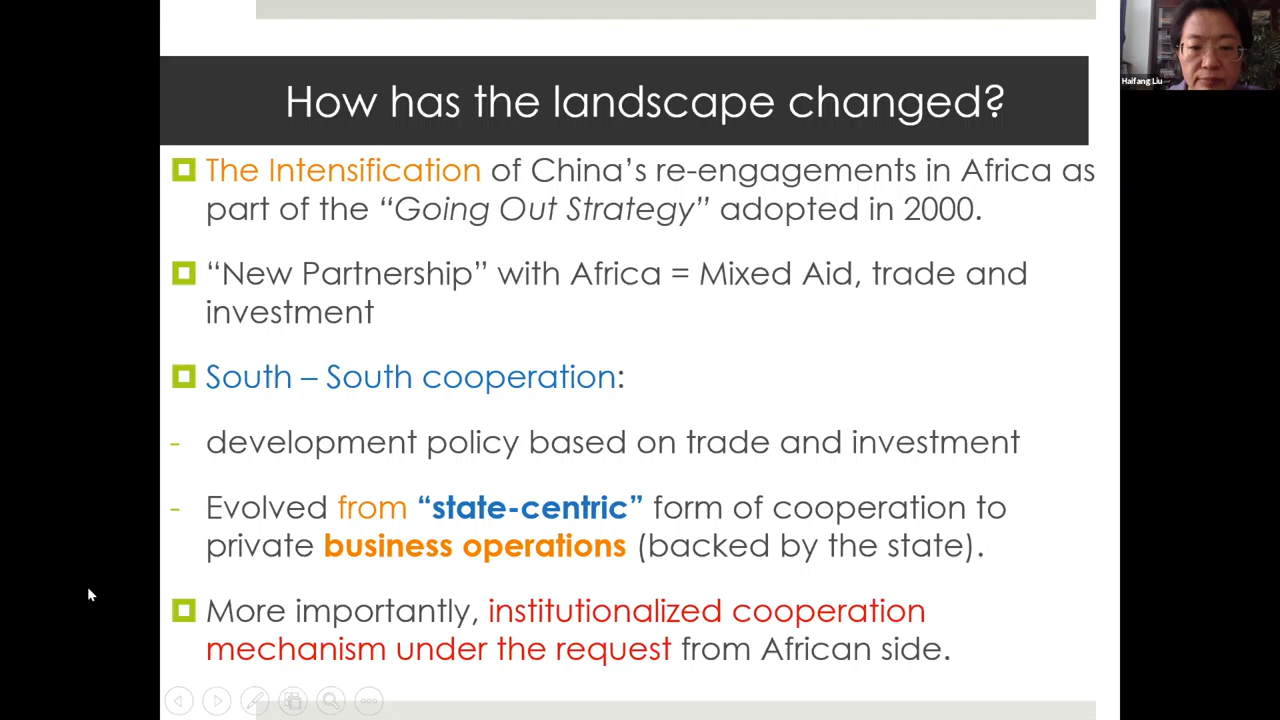 How has the landscape changed?
Haifang Liu
The Intensification of China’s re-engagements in Africa as
part of the “Going Out Strategy” adopted in 2000.
“New Partnership” with Africa = Mixed Aid, trade and
investment
South – South cooperation:
- development policy based on trade and investment
- Evolved from “state-centric” form of cooperation to
private business operations (backed by the state).
More importantly, institutionalized cooperation
mechanism under the request from African side.